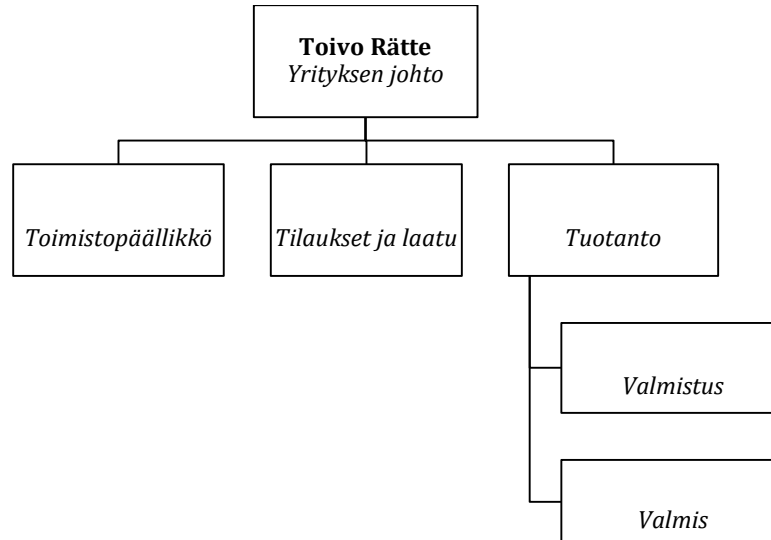 Toivo Rätte
Yrityksen johto
Toimistopäällikkö
Tilaukset ja laatu
Tuotanto
Valmistus
Valmis